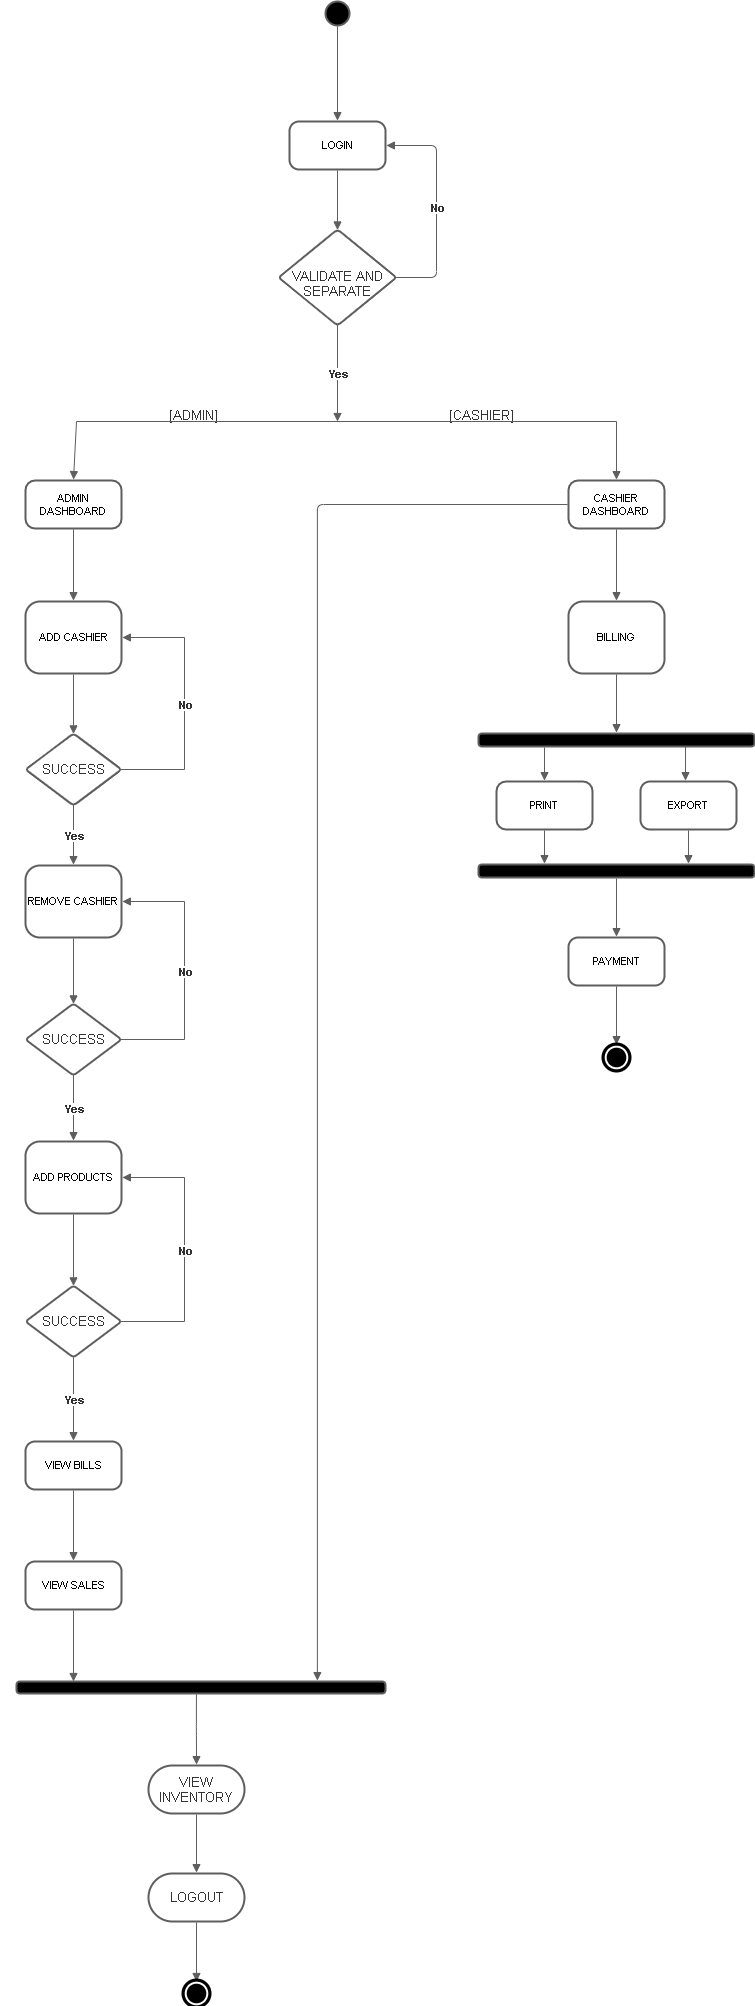 LOGIN
No
VALIDATE AND
SEPARATE
Yes
[ADMIN]
[CASHIER]
ADMIN
DASHBOARD
CASHIER
DASHBOARD
ADD CASHIER
BILLING
No
SUCCESS
PRINT
EXPORT
Yes
REMOVE CASHIER
PAYMENT
No
SUCCESS
Yes
ADD PRODUCTS
No
SUCCESS
Yes
VIEW BILLS
VIEW SALES
VIEW
INVENTORY
LOGOUT